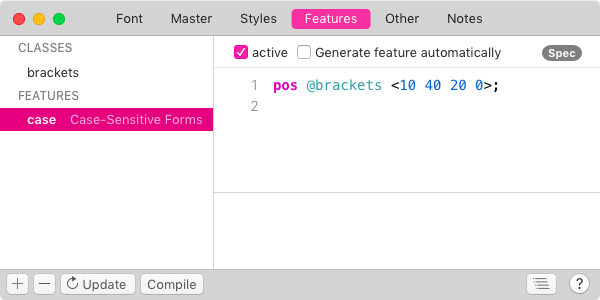 Font Master Styles Features Other Notes
CLASSES
brackets
FEATURES
case Case-Sensitive Forms
active Generate feature automatically Spec
1 pos @brackets <10 40 20 0>;
2
Update Compile ?